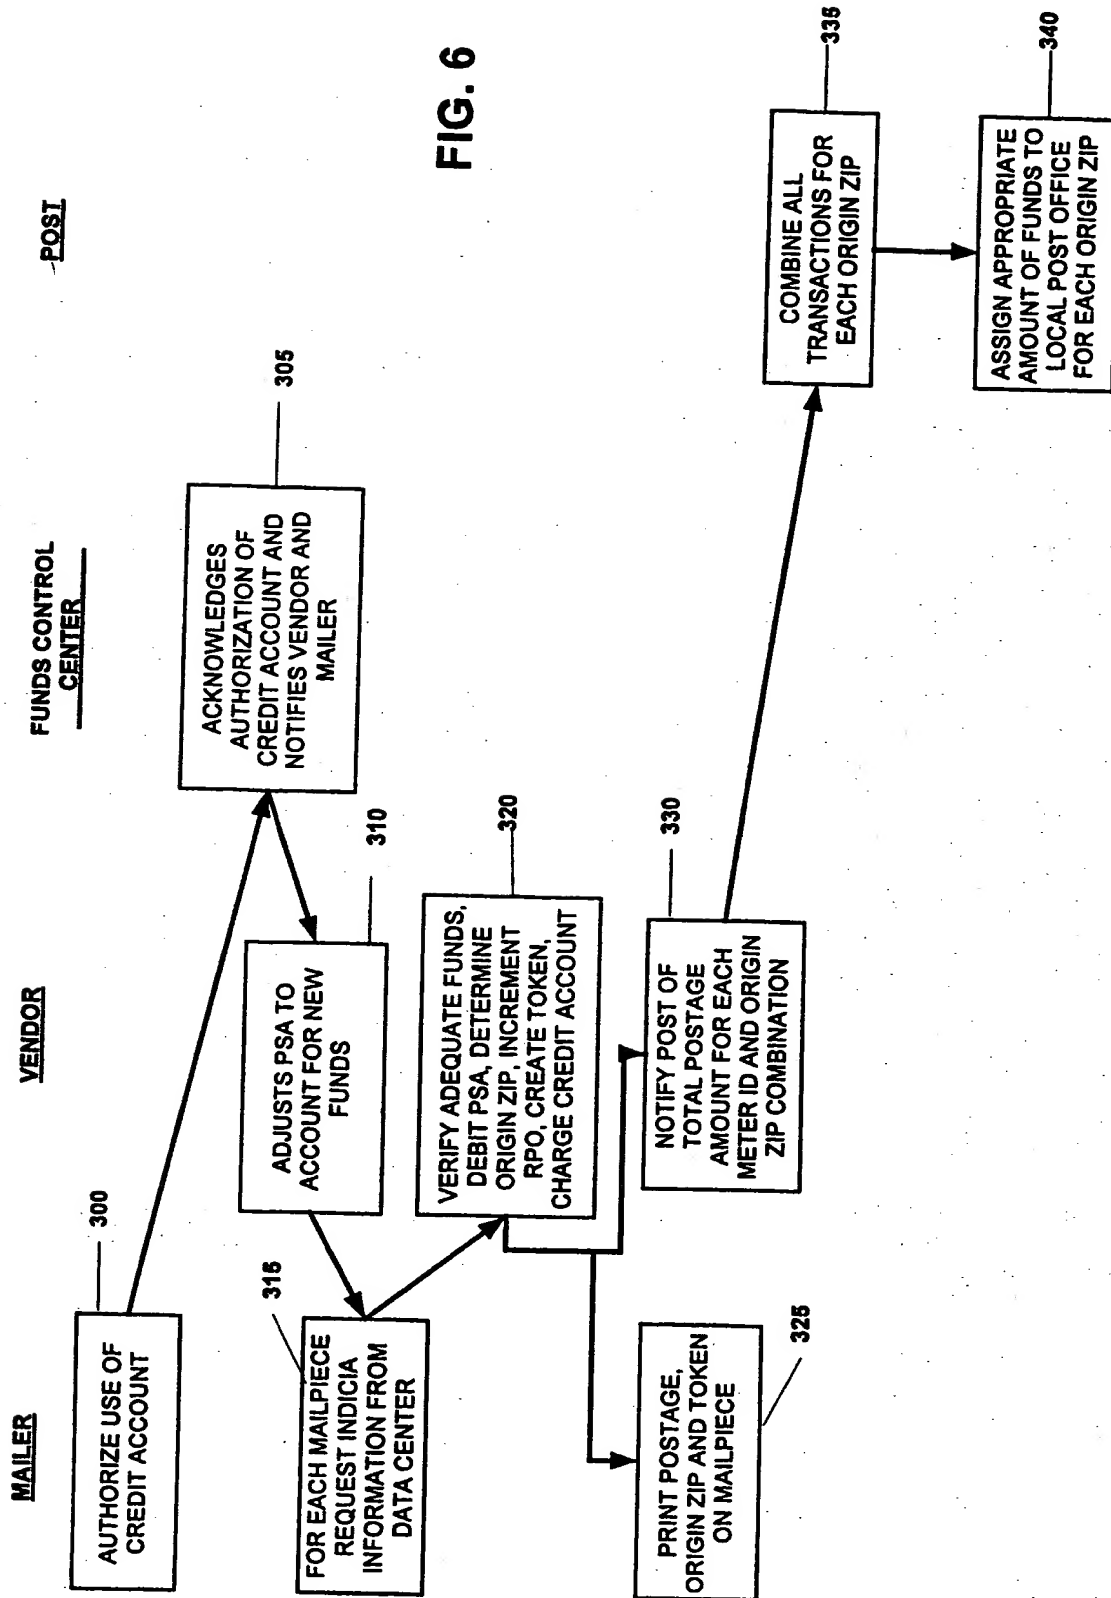 MAILER
VENDOR
FUNDS CONTROL
CENTER
POST
300
AUTHORIZE USE OF
CREDIT ACCOUNT
305
ACKNOWLEDGES
AUTHORIZATION OF
CREDIT ACCOUNT AND
NOTIFIES VENDOR AND
MAILER
310
ADJUSTS PSA TO
ACCOUNT FOR NEW
FUNDS
315
FOR EACH MAILPIECE
REQUEST INDICIA
INFORMATION FROM
DATA CENTER
320
VERIFY ADEQUATE FUNDS,
DEBIT PSA, DETERMINE
ORIGIN ZIP, INCREMENT
RPO, CREATE TOKEN,
CHARGE CREDIT ACCOUNT
325
PRINT POSTAGE,
ORIGIN ZIP AND TOKEN
ON MAILPIECE
330
NOTIFY POST OF
TOTAL POSTAGE
AMOUNT FOR EACH
METER ID AND ORIGIN
ZIP COMBINATION
335
COMBINE ALL
TRANSACTIONS FOR
EACH ORIGIN ZIP
340
ASSIGN APPROPRIATE
AMOUNT OF FUNDS TO
LOCAL POST OFFICE
FOR EACH ORIGIN ZIP
FIG. 6